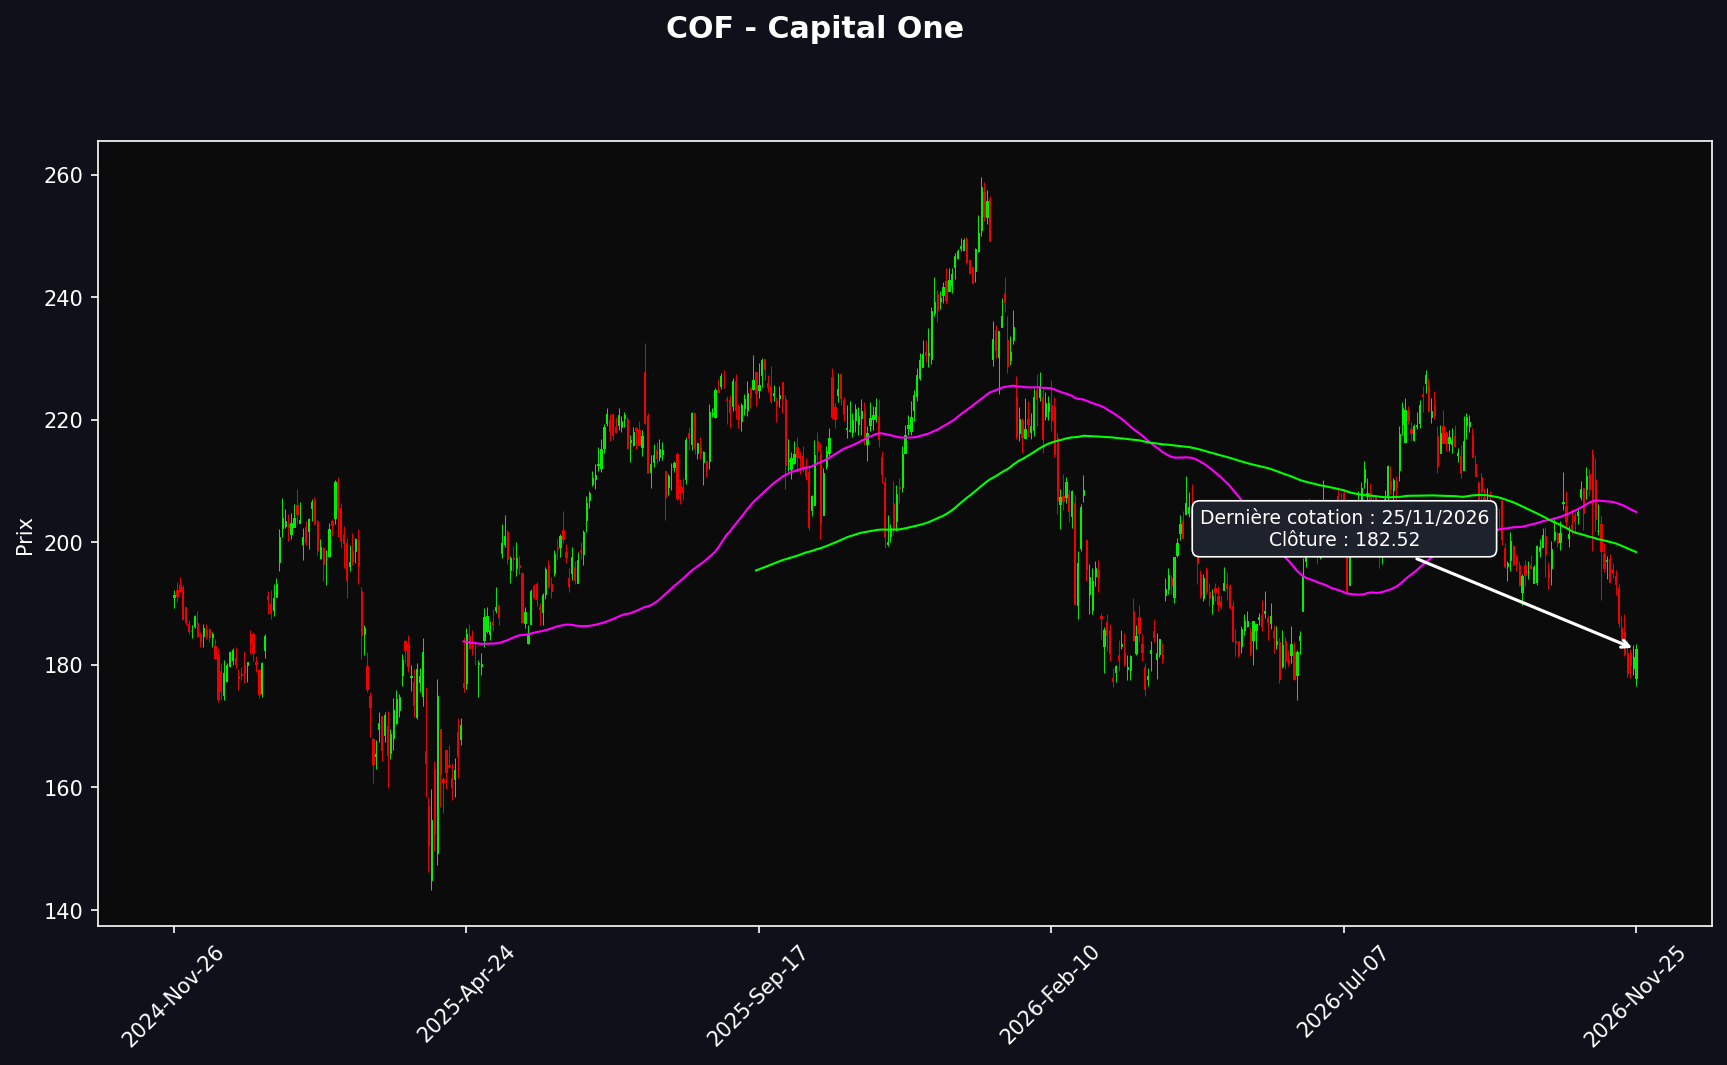 COF - Capital One
Prix
260
240
220
200
180
160
140
Dernière cotation : 25/11/2026
Clôture : 182.52
2024-Nov-26
2025-Apr-24
2025-Sep-17
2026-Feb-10
2026-Jul-07
2026-Nov-25